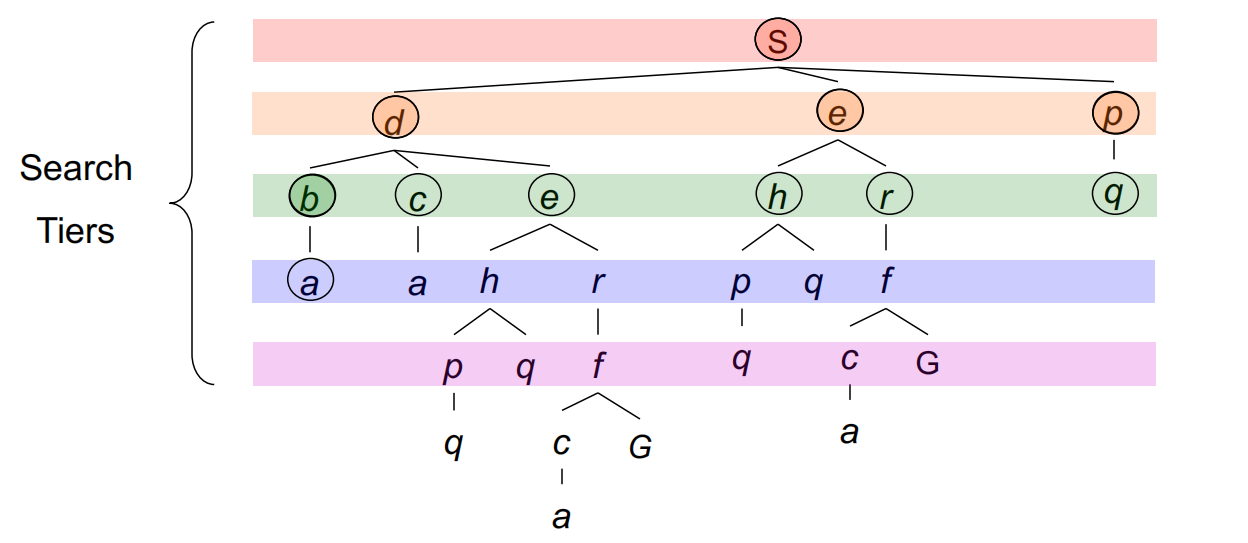 S
d e p
Search
b c e h r q
Tiers
a a h r p q f
p q f q c G
q c G a
a